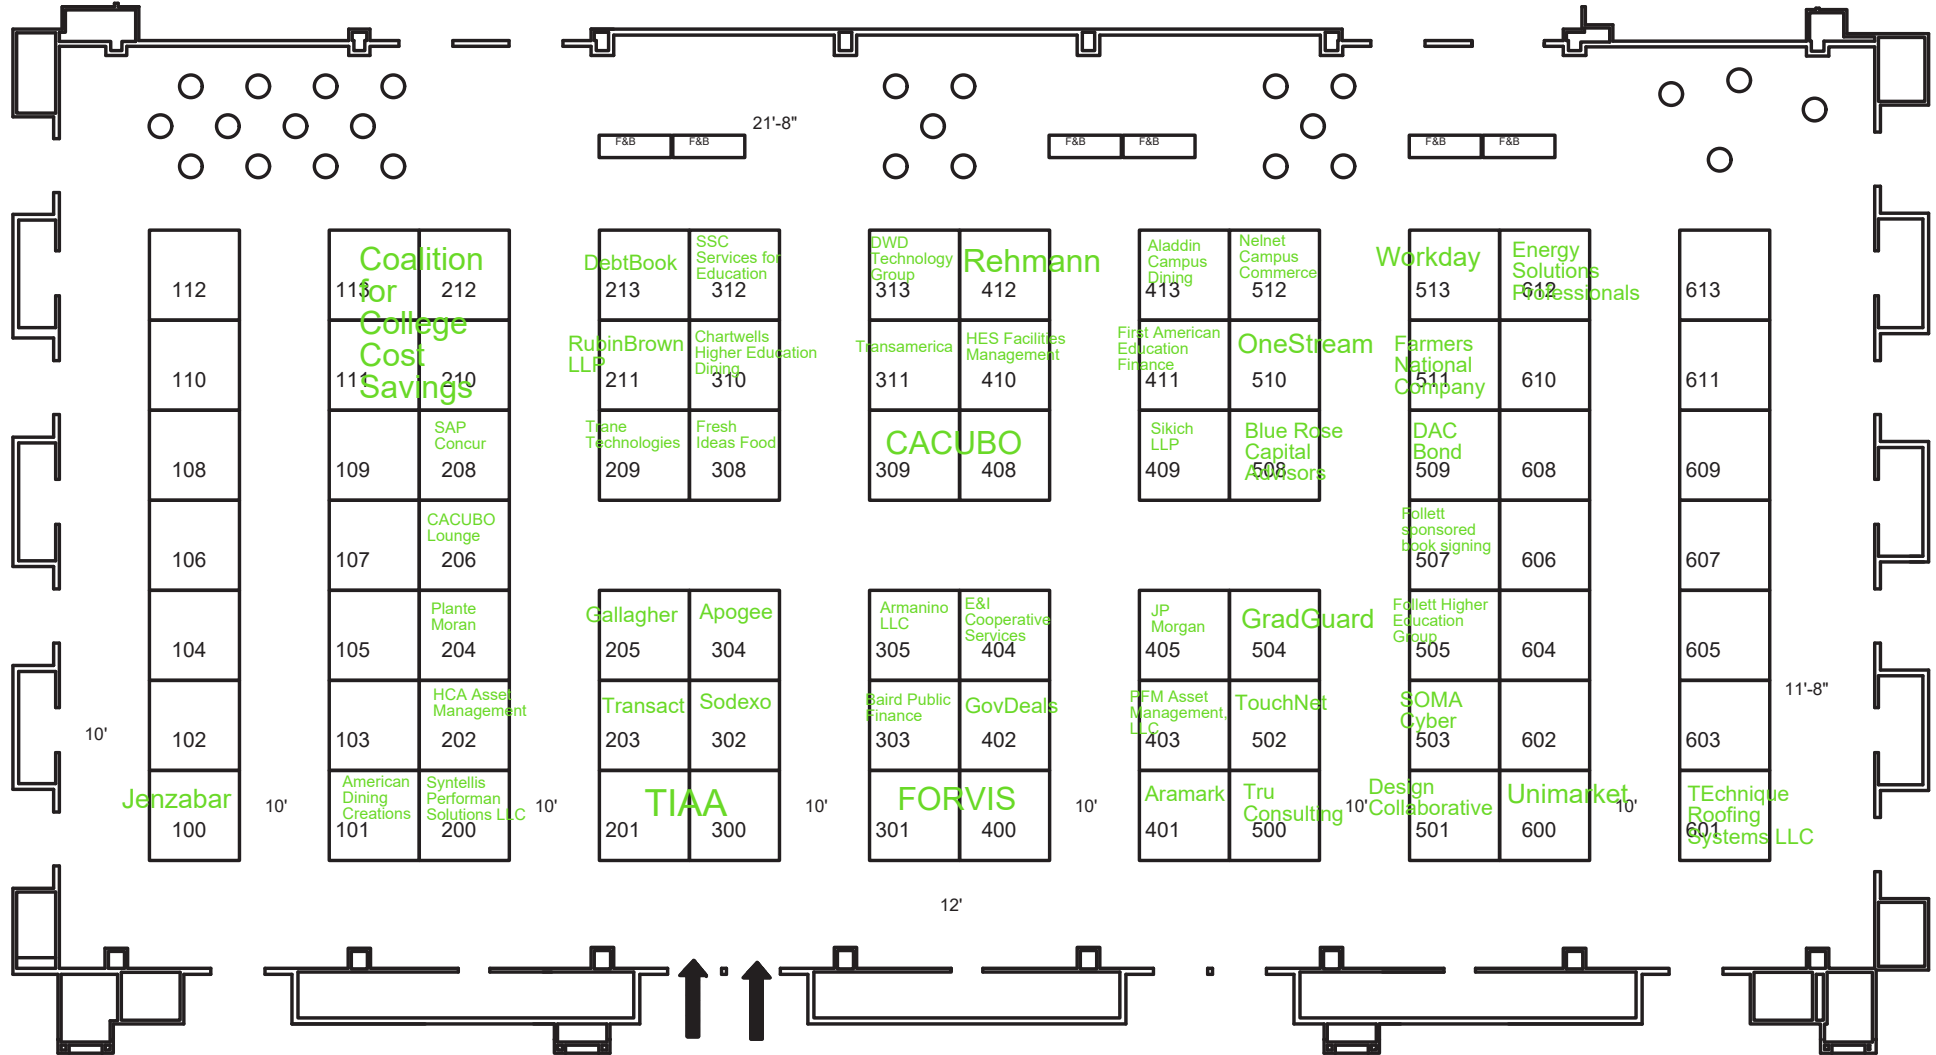 21'-8"
F&B
F&B
F&B
F&B
F&B
F&B
112
113
Coalition
for
College
Cost
Savings
212
DebtBook
213
SSC
Services for
Education
312
DWD
Technology
Group
313
Rehmann
412
Aladdin
Campus
Dining
413
Nelnet
Campus
Commerce
512
Workday
513
Energy
Solutions
Professionals
612
613
110
111
210
RubinBrown
LLP
211
Chartwells
Higher Education
Dining
310
Transamerica
311
HES Facilities
Management
410
First American
Education
Finance
411
OneStream
510
Farmers
National
Company
511
610
611
108
109
SAP
Concur
208
Trane
Technologies
209
Fresh
Ideas Food
308
CACUBO
309
408
Sikich
LLP
409
Blue Rose
Capital
Advisors
508
DAC
Bond
509
608
609
106
107
CACUBO
Lounge
206
Follett
sponsored
book signing
507
606
607
104
105
Plante
Moran
204
Gallagher
205
Apogee
304
Armanino
LLC
305
E&I
Cooperative
Services
404
JP
Morgan
405
GradGuard
504
Follett Higher
Education
Group
505
604
605
11'-8"
10'
102
103
HCA Asset
Management
202
Transact
203
Sodexo
302
Baird Public
Finance
303
GovDeals
402
PFM Asset
Management,
LLC
403
TouchNet
502
SOMA
Cyber
503
602
603
Jenzabar
100
10'
American
Dining
Creations
101
Syntellis
Performan
Solutions LLC
200
10'
TIAA
201
300
10'
FORVIS
301
400
10'
Aramark
401
Tru
Consulting
500
10'
Design
Collaborative
501
Unimarket
600
10'
TEchnique
Roofing
Systems LLC
601
12'